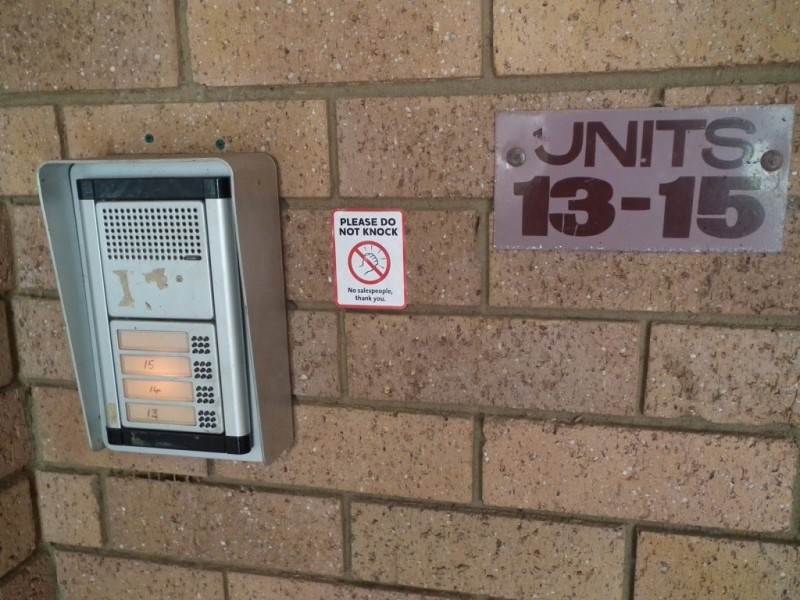 UNITS
13-15
PLEASE DO
NOT KNOCK
No salespeople,
thank you.
15
14
13